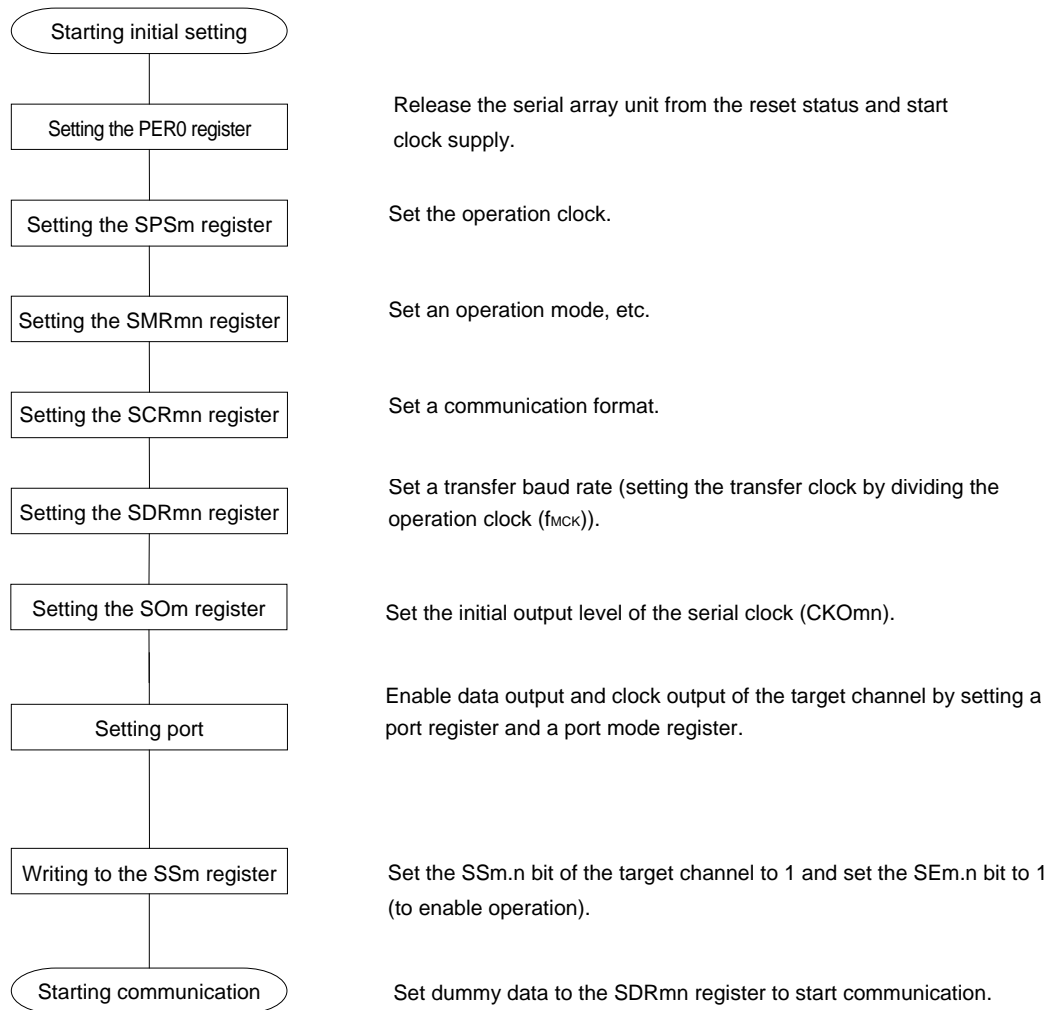 Starting initial setting
Setting the PER0 register
Release the serial array unit from the reset status and start
clock supply.
Setting the SPSm register
Set the operation clock.
Setting the SMRmn register
Set an operation mode, etc.
Setting the SCRmn register
Set a communication format.
Setting the SDRmn register
Set a transfer baud rate (setting the transfer clock by dividing the
operation clock (fMCK)).
Setting the SOm register
Set the initial output level of the serial clock (CKOmn).
Setting port
Enable data output and clock output of the target channel by setting a
port register and a port mode register.
Writing to the SSm register
Set the SSm.n bit of the target channel to 1 and set the SEm.n bit to 1
(to enable operation).
Starting communication
Set dummy data to the SDRmn register to start communication.